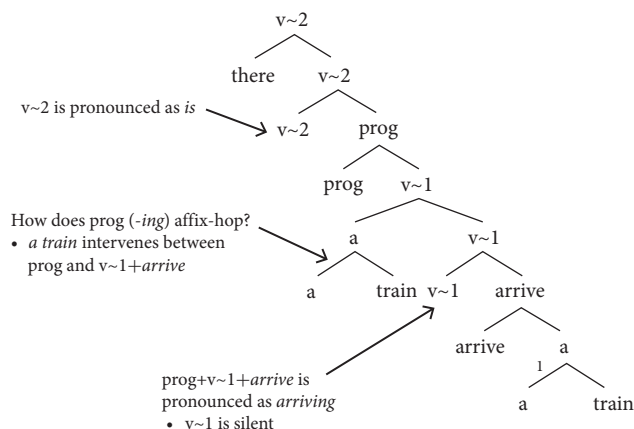 v~2
there v~2
v~2 is pronounced as is
v~2 prog
prog v~1
How does prog (-ing) affix-hop?
• a train intervenes between
prog and v~1+arrive
a v~1
a train v~1 arrive
arrive a
1
a train
prog+v~1+arrive is
pronounced as arriving
• v~1 is silent